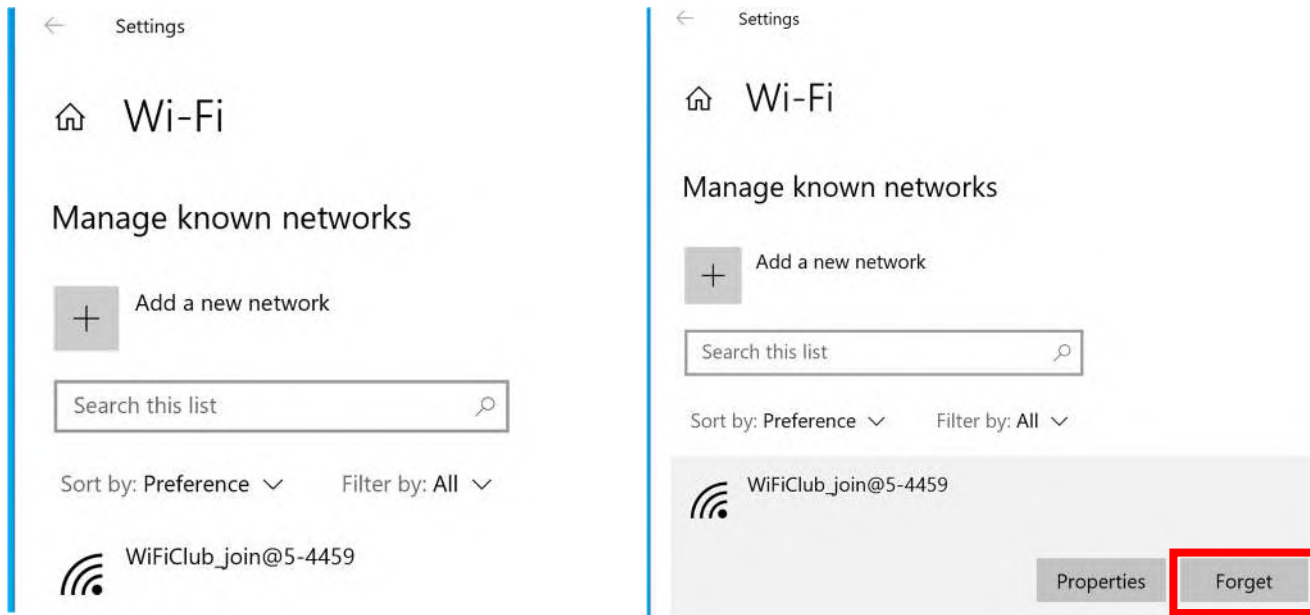 Settings
Wi-Fi
Manage known networks
Add a new network
Search this list
Sort by: Preference Filter by: All
WiFiClub_join@5-4459
Settings
Wi-Fi
Manage known networks
Add a new network
Search this list
Sort by: Preference Filter by: All
WiFiClub_join@5-4459
Properties Forget